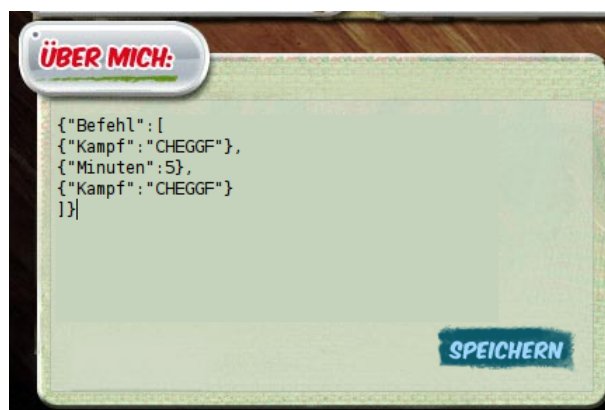 ÜBER MICH:
{"Befehl":[
{"Kampf":"CHEGGF"},
{"Minuten":5},
{"Kampf":"CHEGGF"}
]}
SPEICHERN